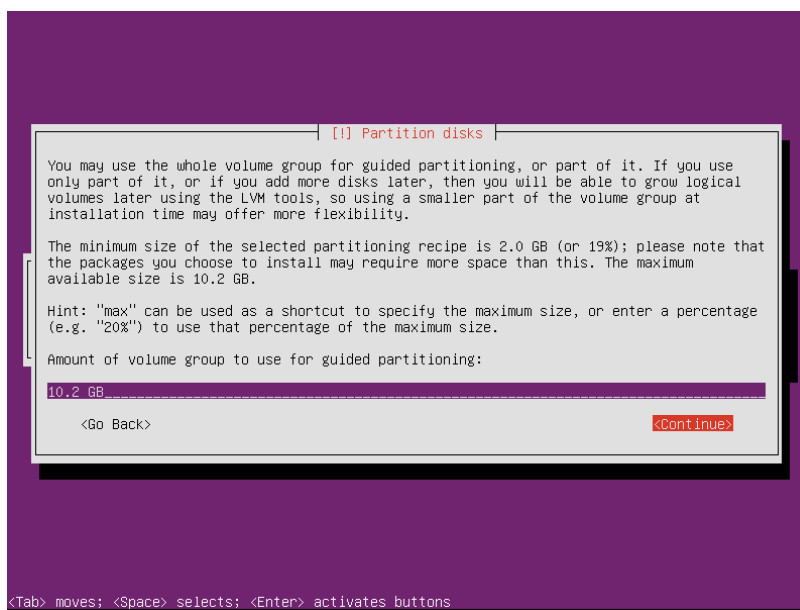 [!] Partition disks
You may use the whole volume group for guided partitioning, or part of it. If you use
only part of it, or if you add more disks later, then you will be able to grow logical
volumes later using the LVM tools, so using a smaller part of the volume group at
installation time may offer more flexibility.
The minimum size of the selected partitioning recipe is 2.0 GB (or 19%); please note that
the packages you choose to install may require more space than this. The maximum
available size is 10.2 GB.
Hint: "max" can be used as a shortcut to specify the maximum size, or enter a percentage
(e.g. "20%") to use that percentage of the maximum size.
Amount of volume group to use for guided partitioning:
10.2 GB
<Go Back> <Continue>
<Tab> moves; <Space> selects; <Enter> activates buttons